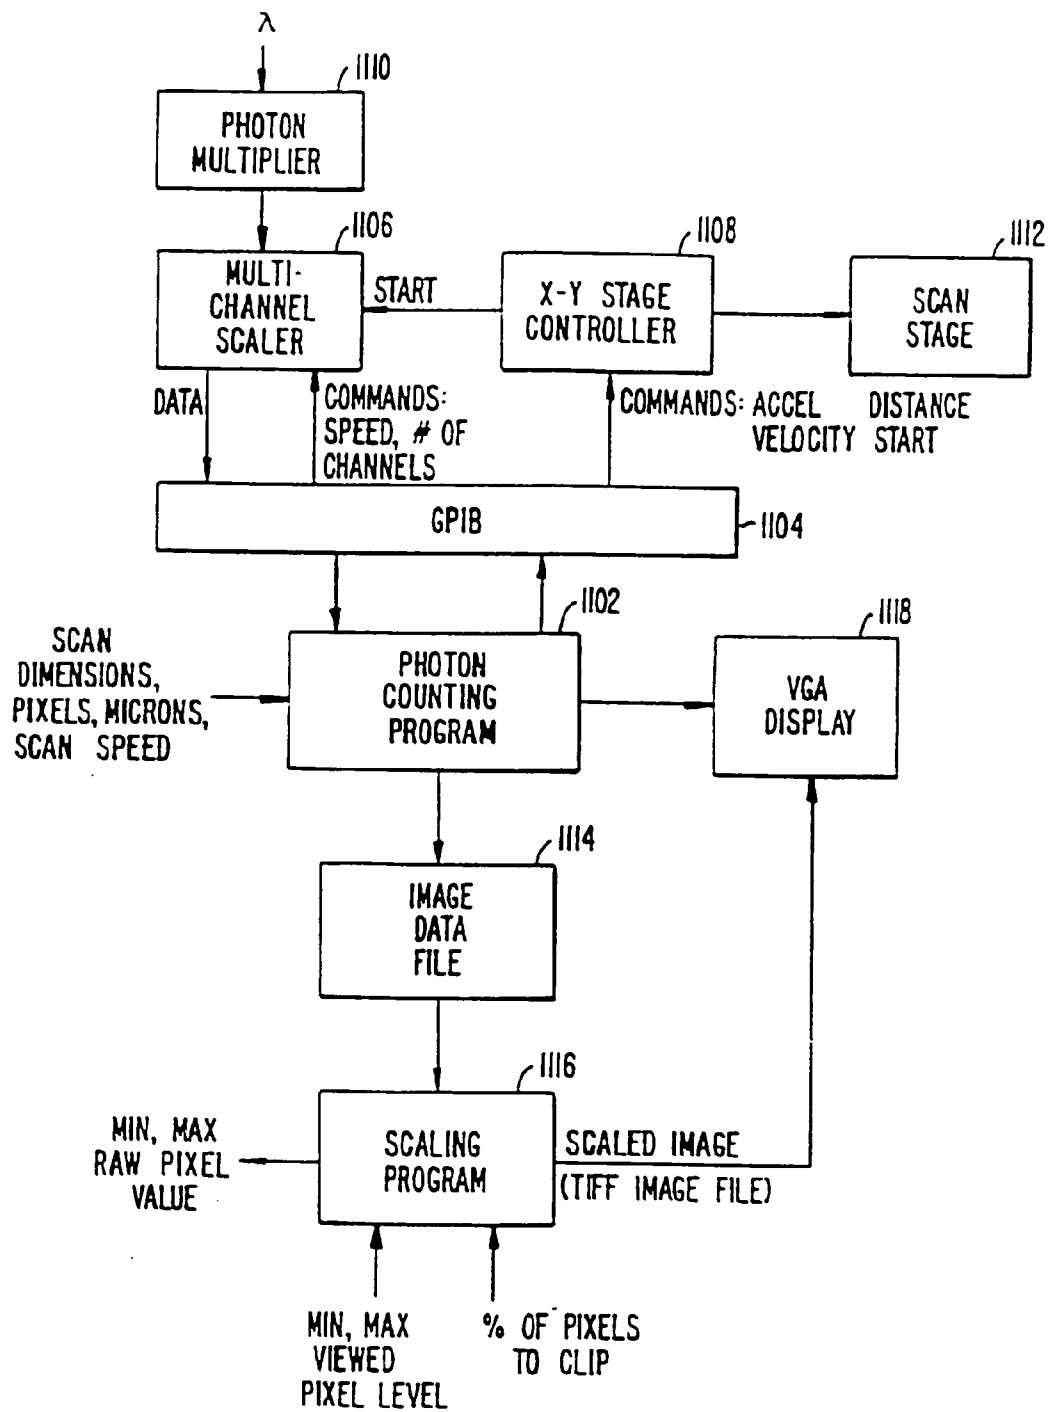 λ
1110
PHOTON
MULTIPLIER
1106
MULTI-
CHANNEL
SCALER
START
1108
X-Y STAGE
CONTROLLER
1112
SCAN
STAGE
DATA
COMMANDS:
SPEED, # OF
CHANNELS
COMMANDS: ACCEL DISTANCE
VELOCITY START
GPIB
1104
1102
PHOTON
COUNTING
PROGRAM
SCAN
DIMENSIONS,
PIXELS, MICRONS,
SCAN SPEED
1118
VGA
DISPLAY
1114
IMAGE
DATA
FILE
1116
SCALING
PROGRAM
MIN, MAX
RAW PIXEL
VALUE
SCALED IMAGE
(TIFF IMAGE FILE)
MIN, MAX
VIEWED
PIXEL LEVEL
% OF PIXELS
TO CLIP